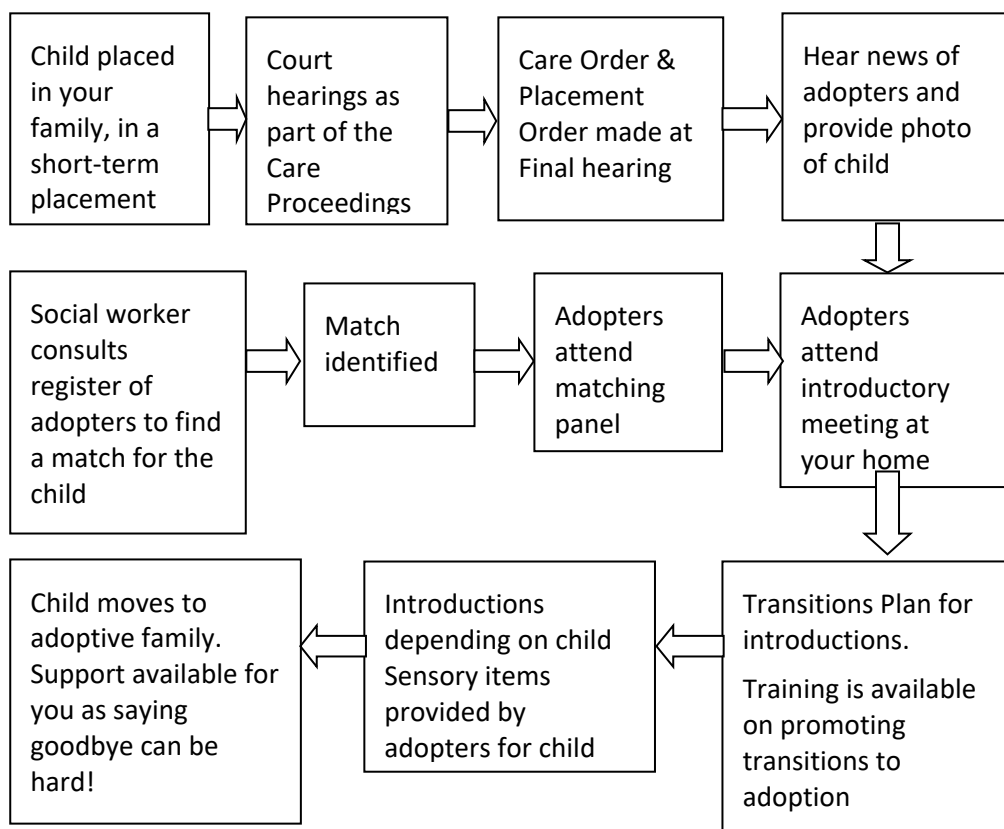 Child placed
in your
family, in a
short-term
placement
Court
hearings as
part of the
Care
Proceedings
Care Order &
Placement
Order made at
Final hearing
Hear news of
adopters and
provide photo
of child
Social worker
consults
register of
adopters to find
a match for the
child
Match
identified
Adopters
attend
matching
panel
Adopters
attend
introductory
meeting at
your home
Transitions Plan for
introductions.
Training is available
on promoting
transitions to
adoption
Introductions
depending on child
Sensory items
provided by
adopters for child
Child moves to
adoptive family.
Support available for
you as saying
goodbye can be
hard!